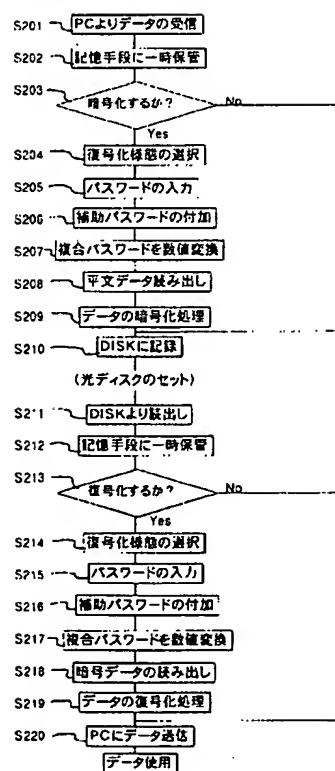 S201 PCよりデータの受信
S202 記憶手段に一時保管
S203 暗号化するか? No
Yes
S204 復号化様態の選択
S205 パスワードの入力
S206 補助パスワードの付加
S207 複合パスワードを数値変換
S208 平文データ読み出し
S209 データの暗号化処理
S210 DISKに記録
(光ディスクのセット)
S211 DISKより読出し
S212 記憶手段に一時保管
S213 復号化するか? No
Yes
S214 復号化様態の選択
S215 パスワードの入力
S216 補助パスワードの付加
S217 複合パスワードを数値変換
S218 暗号データの読み出し
S219 データの復号化処理
S220 PCにデータ送信
データ使用